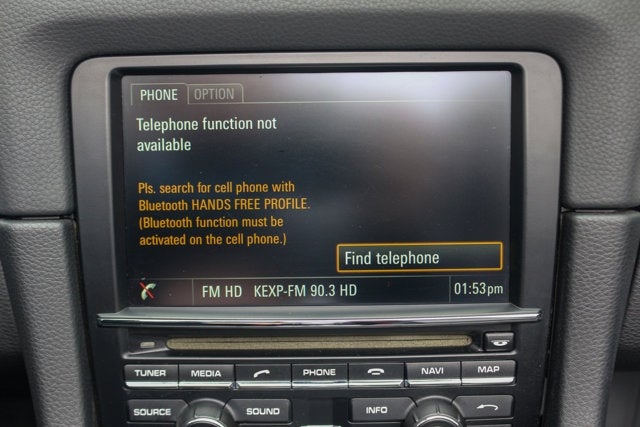 PHONE OPTION
Telephone function not
available
Pls. search for cell phone with
Bluetooth HANDS FREE PROFILE.
(Bluetooth function must be
activated on the cell phone.)
Find telephone
FM HD KEXP-FM 90.3 HD 01:53 pm
TUNER MEDIA PHONE NAVI MAP
SOURCE SOUND INFO